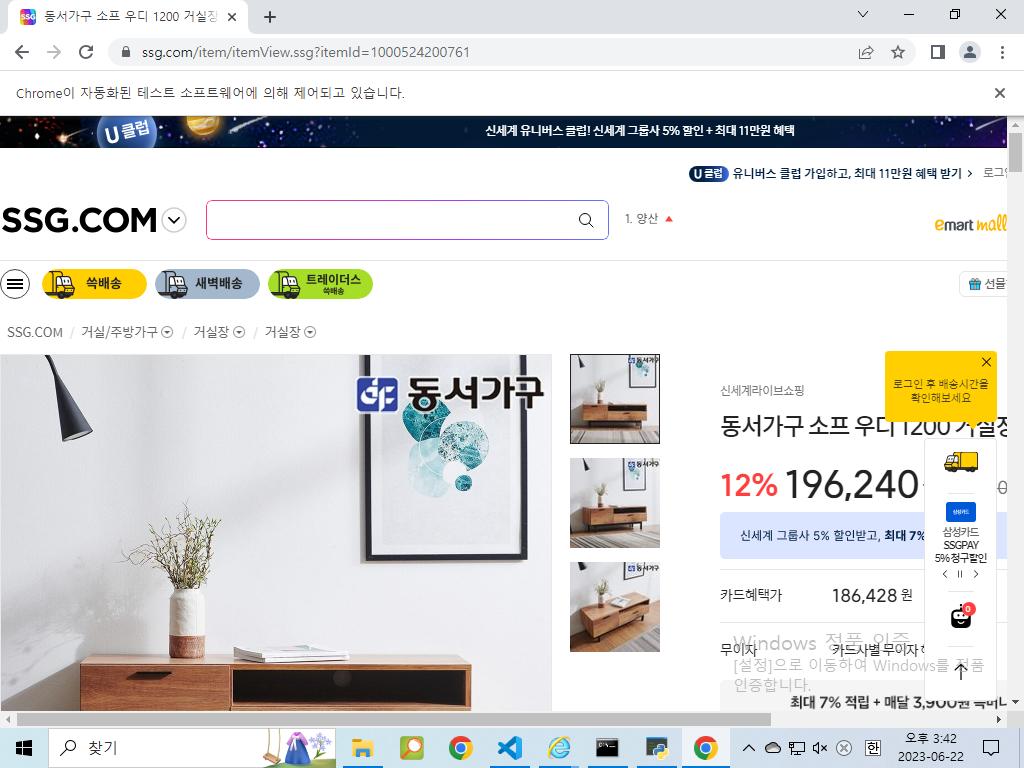 동서가구 소프 우디 1200 거실장
ssg.com/item/itemView.ssg?itemId=1000524200761
Chrome이 자동화된 테스트 소프트웨어에 의해 제어되고 있습니다.
U 클럽
신세계 유니버스 클럽! 신세계 그룹사 5% 할인 + 최대 11만원 혜택
U 클럽 유니버스 클럽 가입하고, 최대 11만원 혜택 받기
SSG.COM
1. 양산
emart mall
쓱배송
새벽배송
트레이더스
쓱배송
선물
SSG.COM / 거실/주방가구 / 거실장 / 거실장
동서가구
로그인 후 배송시간을
확인해보세요
신세계라이브쇼핑
동서가구 소프 우디 1200 거실장
12% 196,240
신세계 그룹사 5% 할인받고, 최대 7%
삼성카드
삼성카드
SSGPAY
5% 청구할인
카드혜택가 186,428 원
0
무이자 카드사별 무이자
Windows 정품 인증
[설정]으로 이동하여 Windows를 정품
인증합니다.
최대 7% 적립 + 매달 3,900원
찾기
오후 3:42
2023-06-22
한